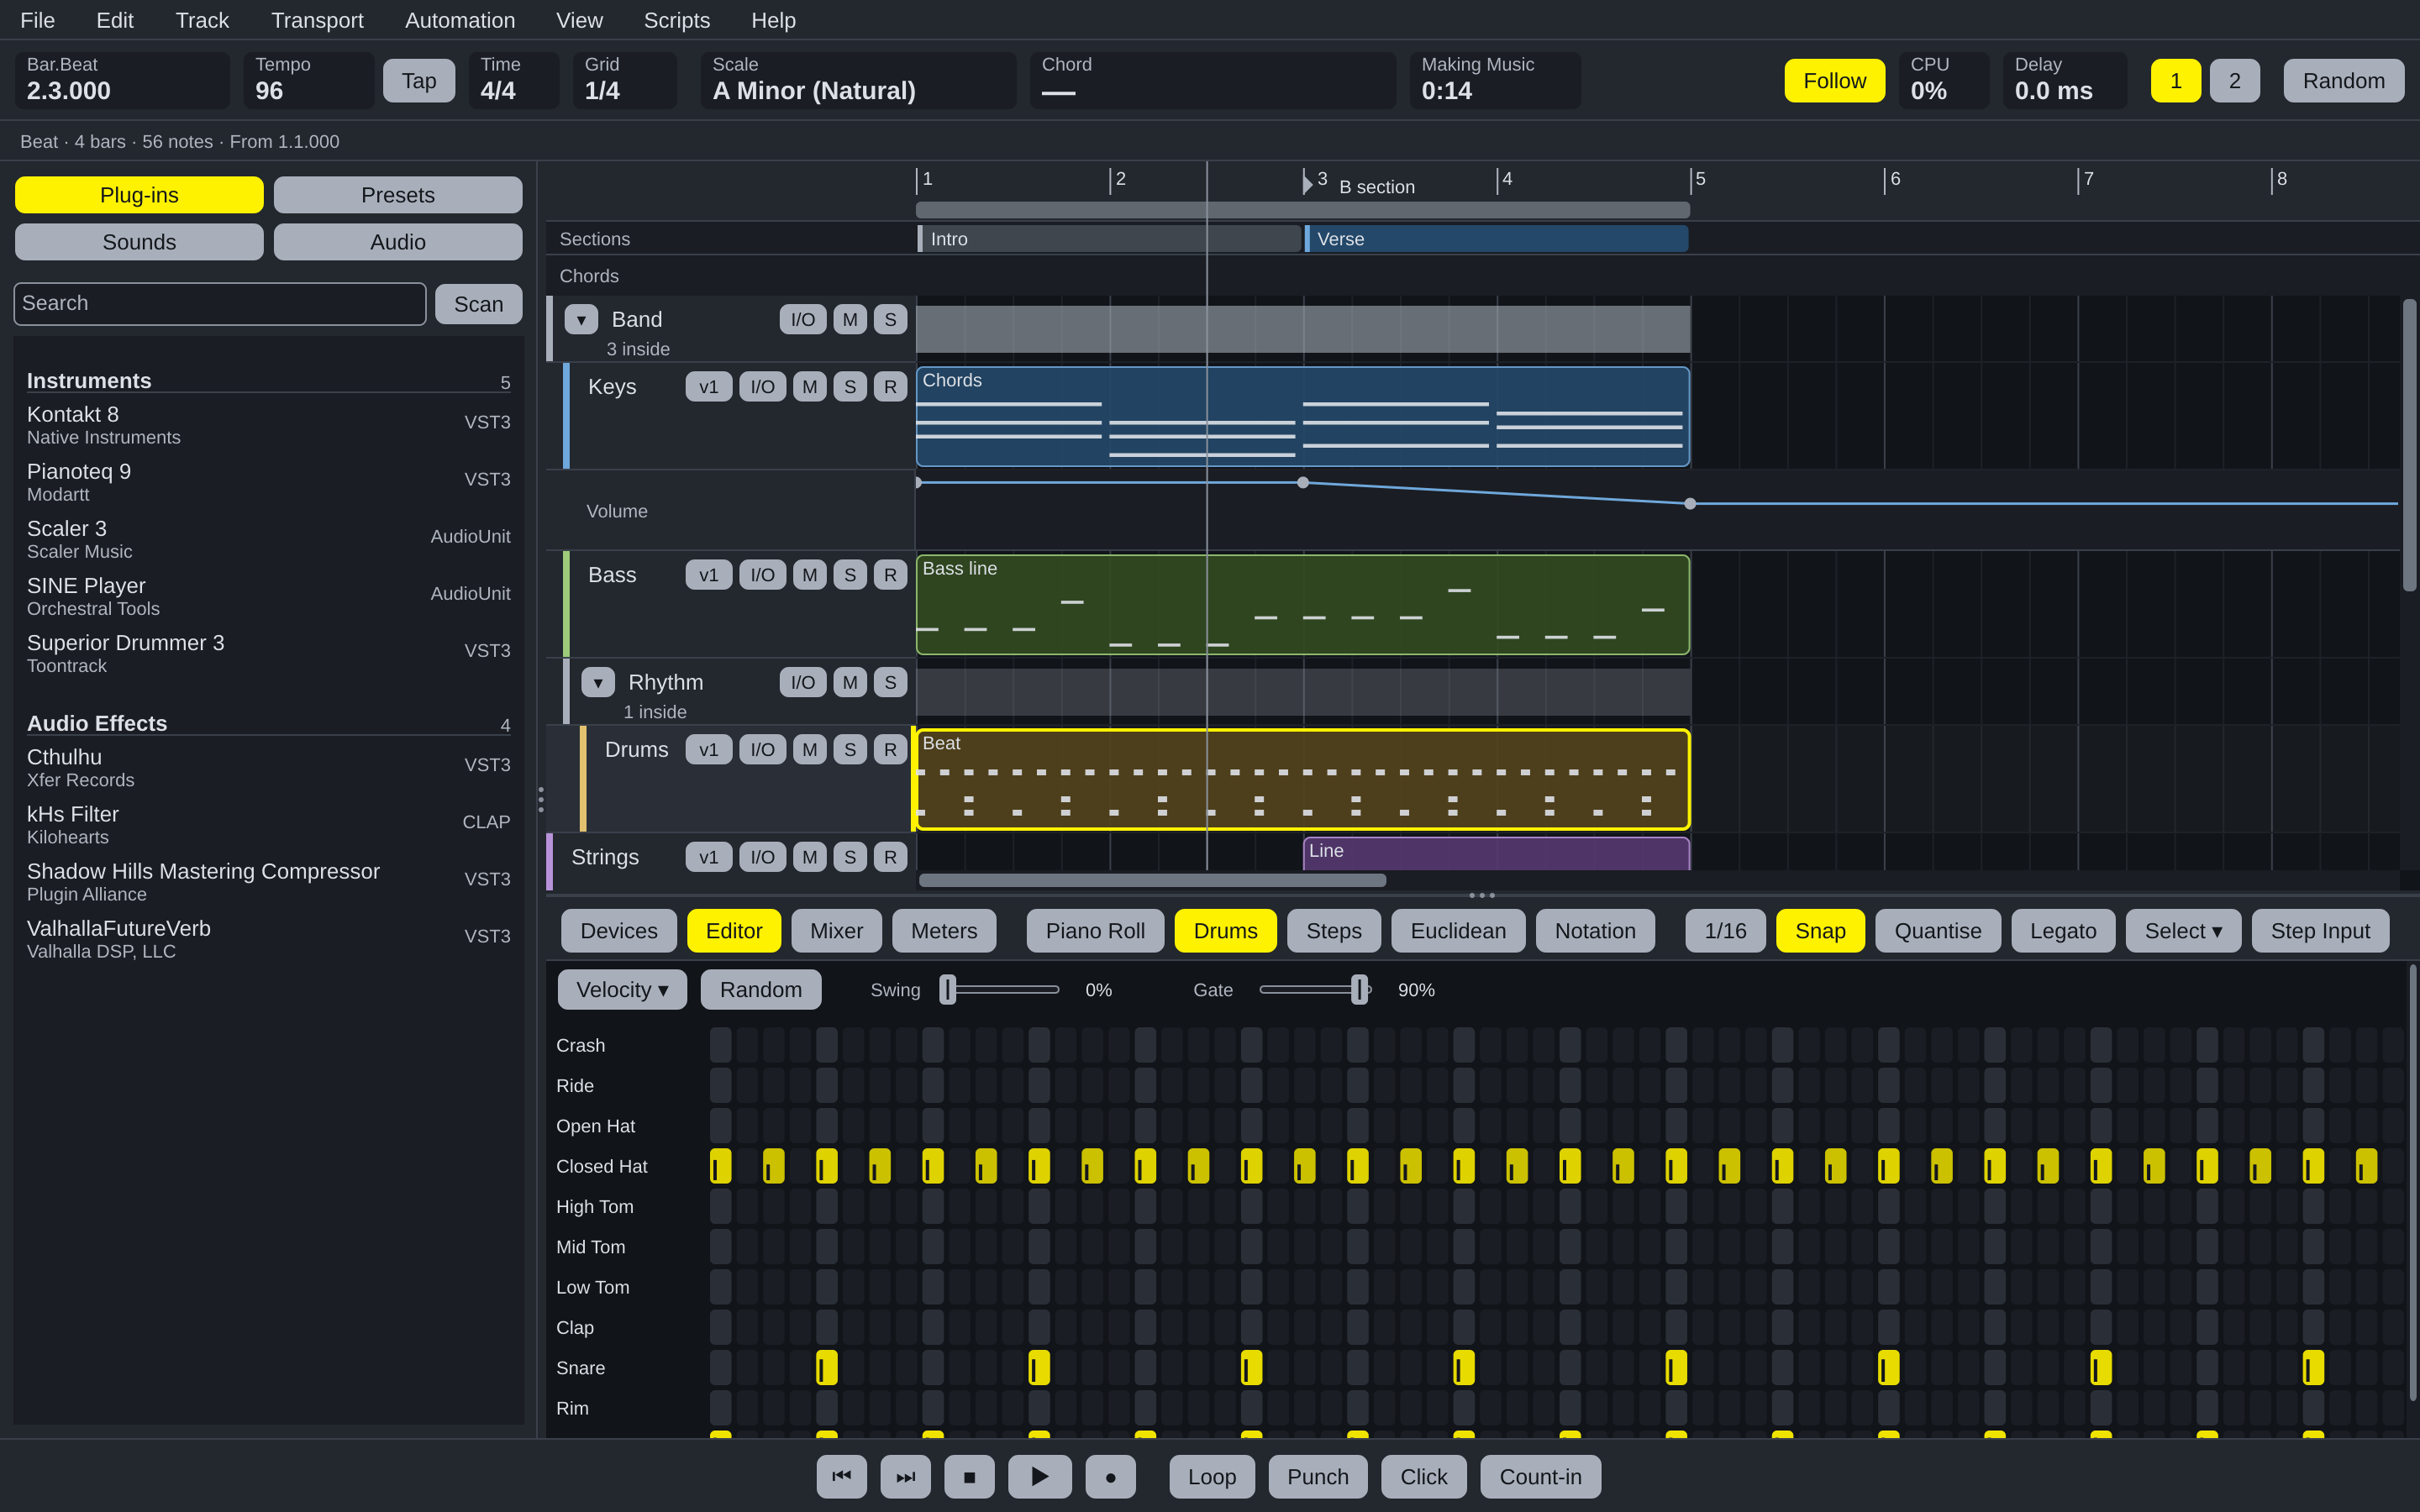 File Edit Track Transport Automation View Scripts Help
Bar.Beat Tempo Time Grid Scale Chord Making Music CPU Delay
2.3.000 96 Tap 4/4 1/4 A Minor (Natural) — 0:14 Follow 0% 0.0 ms 1 2 Random
Beat · 4 bars · 56 notes · From 1.1.000
Plug-ins Presets
Sounds Audio
Search Scan
Instruments 5
Kontakt 8
Native Instruments VST3
Pianoteq 9
Modartt VST3
Scaler 3
Scaler Music AudioUnit
SINE Player
Orchestral Tools AudioUnit
Superior Drummer 3
Toontrack VST3
Audio Effects 4
Cthulhu
Xfer Records VST3
kHs Filter
Kilohearts CLAP
Shadow Hills Mastering Compressor
Plugin Alliance VST3
ValhallaFutureVerb
Valhalla DSP, LLC VST3
1 2 3 B section 4 5 6 7 8
Sections Intro Verse
Chords
Band I/O M S
3 inside
Keys v1 I/O M S R Chords
Volume
Bass v1 I/O M S R Bass line
Rhythm I/O M S
1 inside
Drums v1 I/O M S R Beat
Strings v1 I/O M S R Line
Devices Editor Mixer Meters Piano Roll Drums Steps Euclidean Notation 1/16 Snap Quantise Legato Select ▾ Step Input
Velocity ▾ Random Swing 0% Gate 90%
Crash
Ride
Open Hat
Closed Hat
High Tom
Mid Tom
Low Tom
Clap
Snare
Rim
Loop Punch Click Count-in